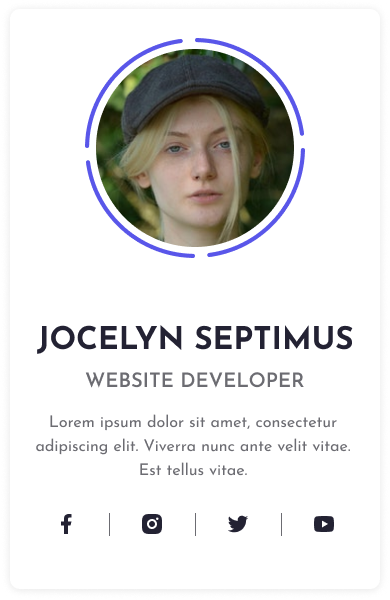 JOCELYN SEPTIMUS
WEBSITE DEVELOPER
Lorem ipsum dolor sit amet, consectetur
adipiscing elit. Viverra nunc ante velit vitae.
Est tellus vitae.